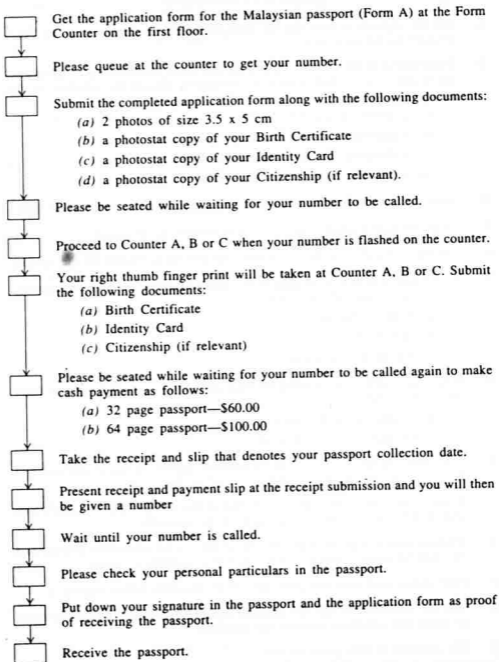 Get the application form for the Malaysian passport (Form A) at the Form
Counter on the first floor.
Please queue at the counter to get your number.
Submit the completed application form along with the following documents:
(a) 2 photos of size 3.5 x 5 cm
(b) a photostat copy of your Birth Certificate
(c) a photostat copy of your Identity Card
(d) a photostat copy of your Citizenship (if relevant).
Please be seated while waiting for your number to be called.
Proceed to Counter A, B or C when your number is flashed on the counter.
Your right thumb finger print will be taken at Counter A, B or C. Submit
the following documents:
(a) Birth Certificate
(b) Identity Card
(c) Citizenship (if relevant)
Please be seated while waiting for your number to be called again to make
cash payment as follows:
(a) 32 page passport—$60.00
(b) 64 page passport—$100.00
Take the receipt and slip that denotes your passport collection date.
Present receipt and payment slip at the receipt submission and you will then
be given a number
Wait until your number is called.
Please check your personal particulars in the passport.
Put down your signature in the passport and the application form as proof
of receiving the passport.
Receive the passport.